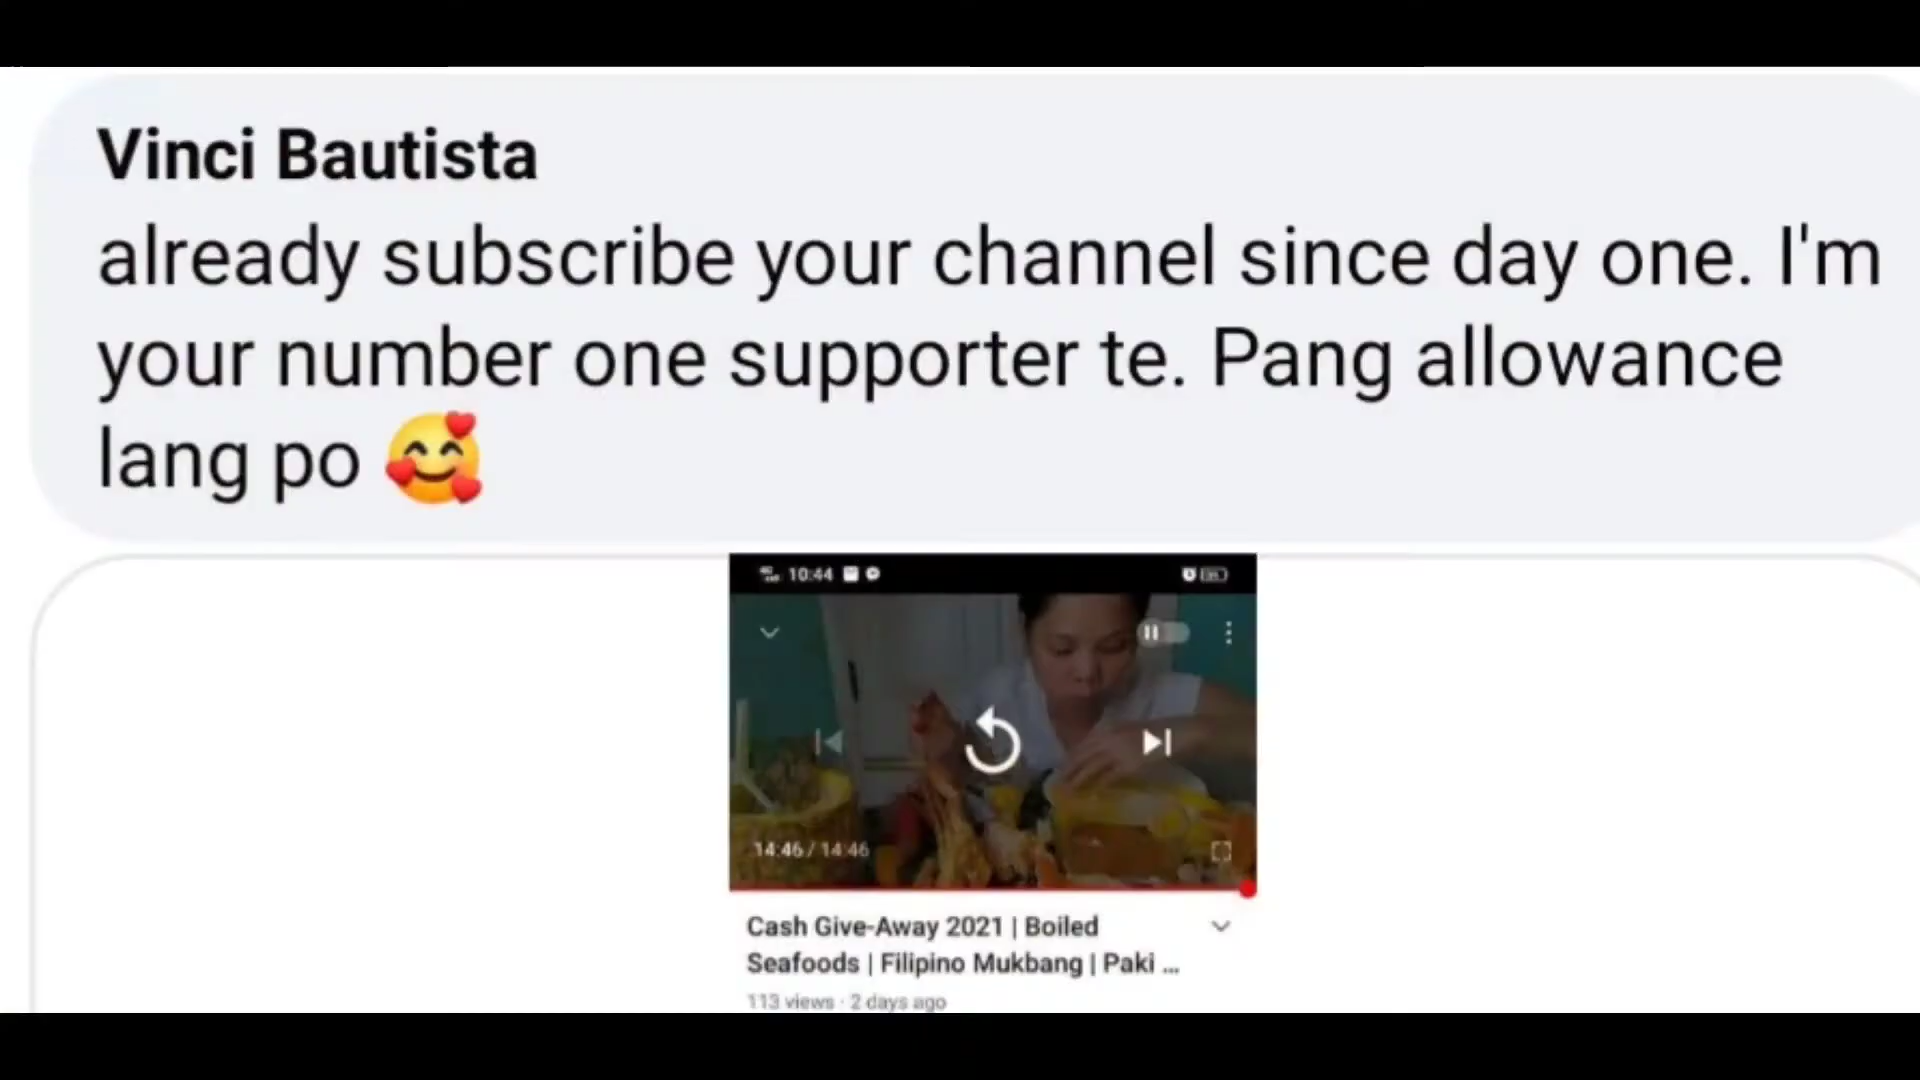 Vinci Bautista
already subscribe your channel since day one. I'm
your number one supporter te. Pang allowance
lang po
10:44
14:46 / 14:46
Cash Give-Away 2021 | Boiled
Seafoods | Filipino Mukbang | Paki ...
113 views · 2 days ago